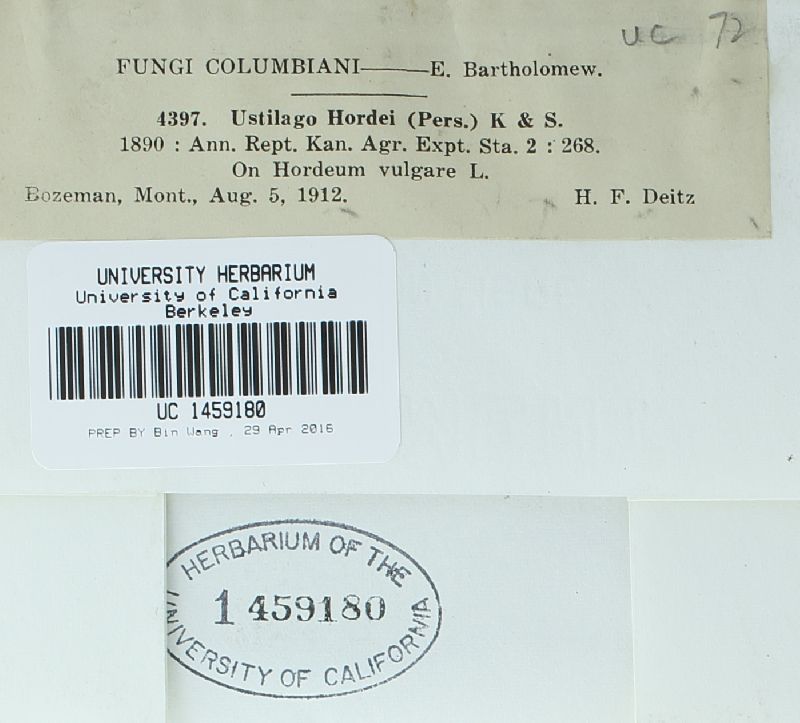 UC 72
FUNGI COLUMBIANI——E. Bartholomew.
4397. Ustilago Hordei (Pers.) K & S.
1890 : Ann. Rept. Kan. Agr. Expt. Sta. 2 : 268.
On Hordeum vulgare L.
Bozeman, Mont., Aug. 5, 1912. H. F. Deitz
UNIVERSITY HERBARIUM
University of California
Berkeley
UC 1459180
PREP BY Bin Wang , 29 Apr 2016
HERBARIUM OF THE
1459180
UNIVERSITY OF CALIFORNIA